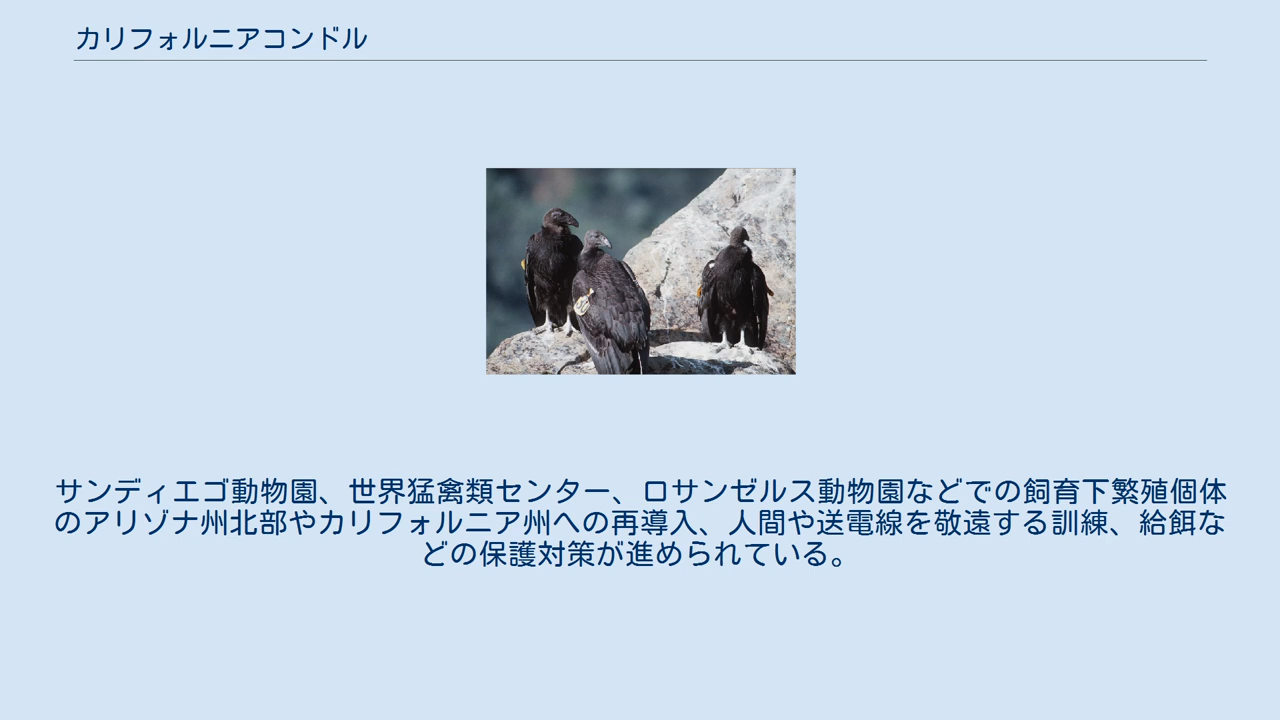 カリフォルニアコンドル
サンディエゴ動物園、世界猛禽類センター、ロサンゼルス動物園などでの飼育下繁殖個体
のアリゾナ州北部やカリフォルニア州への再導入、人間や送電線を敬遠する訓練、給餌な
どの保護対策が進められている。